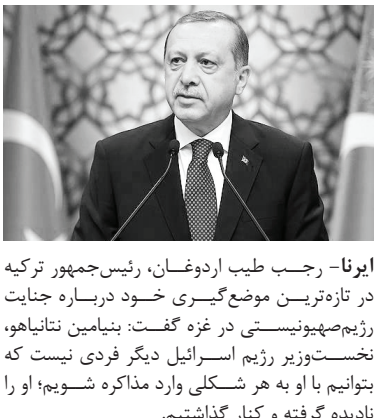 ایرنا- رجب طیب اردوغان، رئیس‌جمهور ترکیه
در تازه‌ترین موضع‌گیری خود درباره جنایت
رژیم‌صهیونیستی در غزه گفت: بنیامین نتانیاهو،
نخست‌وزیر رژیم اسرائیل دیگر فردی نیست که
بتوانیم با او به هر شکلی وارد مذاکره شویم؛ او را
نادیده گرفته و کنار گذاشتیم.